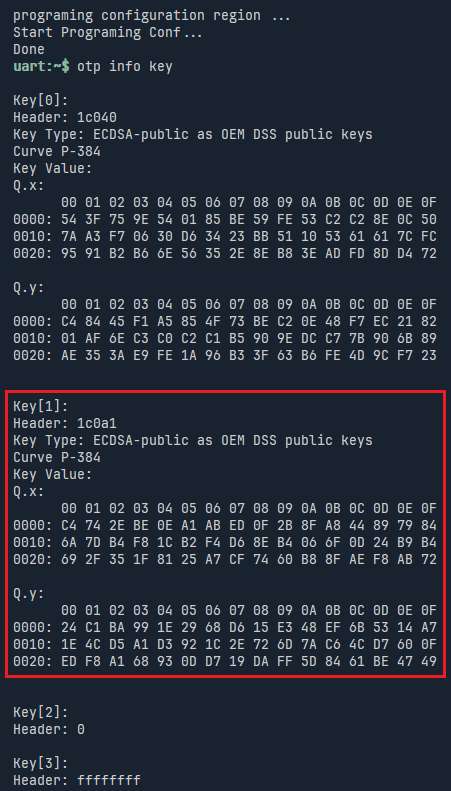 programing configuration region ...
Start Programing Conf...
Done
uart:~$ otp info key
Key[0]:
Header: 1c040
Key Type: ECDSA-public as OEM DSS public keys
Curve P-384
Key Value:
Q.x:
00 01 02 03 04 05 06 07 08 09 0A 0B 0C 0D 0E 0F
0000: 54 3F 75 9E 54 01 85 BE 59 FE 53 C2 C2 8E 0C 50
0010: 7A A3 F7 06 30 D6 34 23 BB 51 10 53 61 61 7C FC
0020: 95 91 B2 B6 6E 56 35 2E 8E B8 3E AD FD 8D D4 72
Q.y:
00 01 02 03 04 05 06 07 08 09 0A 0B 0C 0D 0E 0F
0000: C4 84 45 F1 A5 85 4F 73 BE C2 0E 48 F7 EC 21 82
0010: 01 AF 6E C3 C0 C2 C1 B5 90 9E DC C7 7B 90 6B 89
0020: AE 35 3A E9 FE 1A 96 B3 3F 63 B6 FE 4D 9C F7 23
Key[1]:
Header: 1c0a1
Key Type: ECDSA-public as OEM DSS public keys
Curve P-384
Key Value:
Q.x:
00 01 02 03 04 05 06 07 08 09 0A 0B 0C 0D 0E 0F
0000: C4 74 2E BE 0E A1 AB ED 0F 2B 8F A8 44 89 79 84
0010: 6A 7D B4 F8 1C B2 F4 D6 8E B4 06 6F 0D 24 B9 B4
0020: 69 2F 35 1F 81 25 A7 CF 74 60 B8 8F AE F8 AB 72
Q.y:
00 01 02 03 04 05 06 07 08 09 0A 0B 0C 0D 0E 0F
0000: 24 C1 BA 99 1E 29 68 D6 15 E3 48 EF 6B 53 14 A7
0010: 1E 4C D5 A1 D3 92 1C 2E 72 6D 7A C6 4C D7 60 0F
0020: ED F8 A1 68 93 0D D7 19 DA FF 5D 84 61 BE 47 49
Key[2]:
Header: 0
Key[3]:
Header: ffffffff